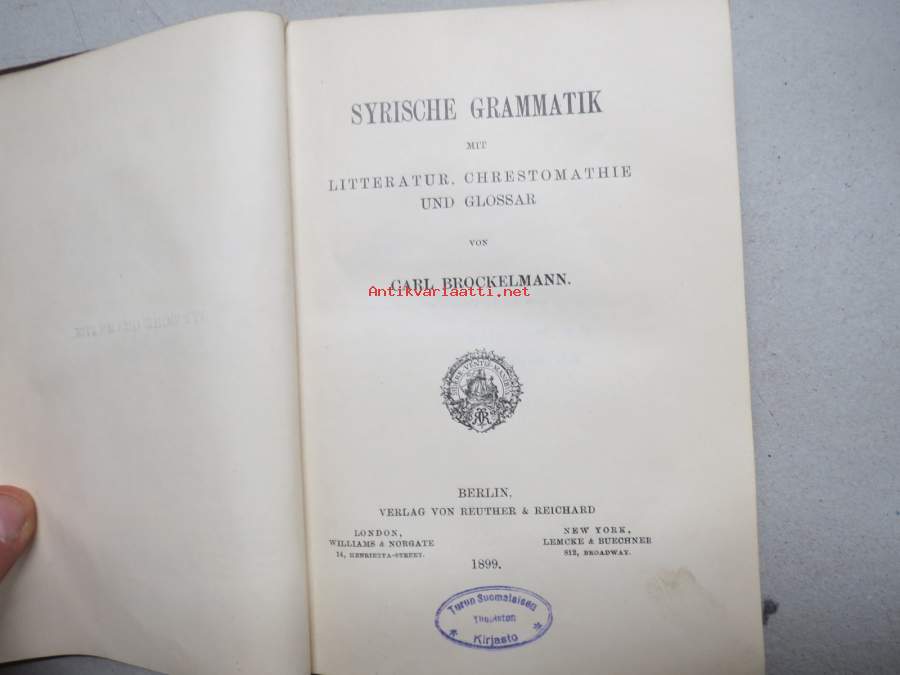 SYRISCHE GRAMMATIK
MIT
LITTERATUR, CHRESTOMATHIE
UND GLOSSAR
VON
CARL BROCKELMANN.
Antikvariaatti.net
BERLIN,
VERLAG VON REUTHER & REICHARD
LONDON,
WILLIAMS & NORGATE
14, HENRIETTA-STREET.
NEW YORK,
LEMCKE & BUECHNER
812, BROADWAY.
1899.
Turun Suomalaisen
Yliopiston
* Kirjasto *